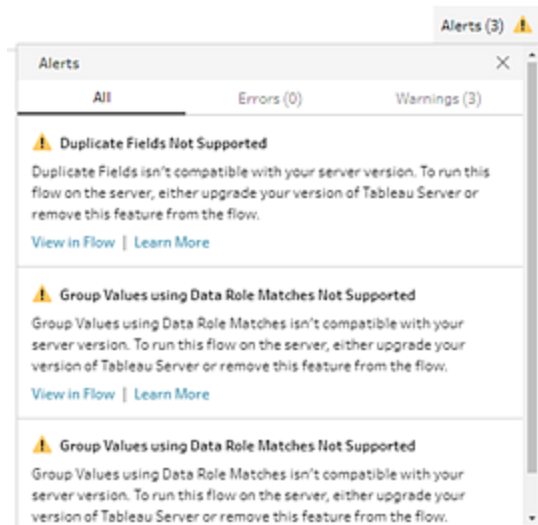 Alerts (3)
Alerts
All Errors (0) Warnings (3)
Duplicate Fields Not Supported
Duplicate Fields isn't compatible with your server version. To run this
flow on the server, either upgrade your version of Tableau Server or
remove this feature from the flow.
View in Flow | Learn More
Group Values using Data Role Matches Not Supported
Group Values using Data Role Matches isn't compatible with your
server version. To run this flow on the server, either upgrade your
version of Tableau Server or remove this feature from the flow.
View in Flow | Learn More
Group Values using Data Role Matches Not Supported
Group Values using Data Role Matches isn't compatible with your
server version. To run this flow on the server, either upgrade your
version of Tableau Server or remove this feature from the flow.